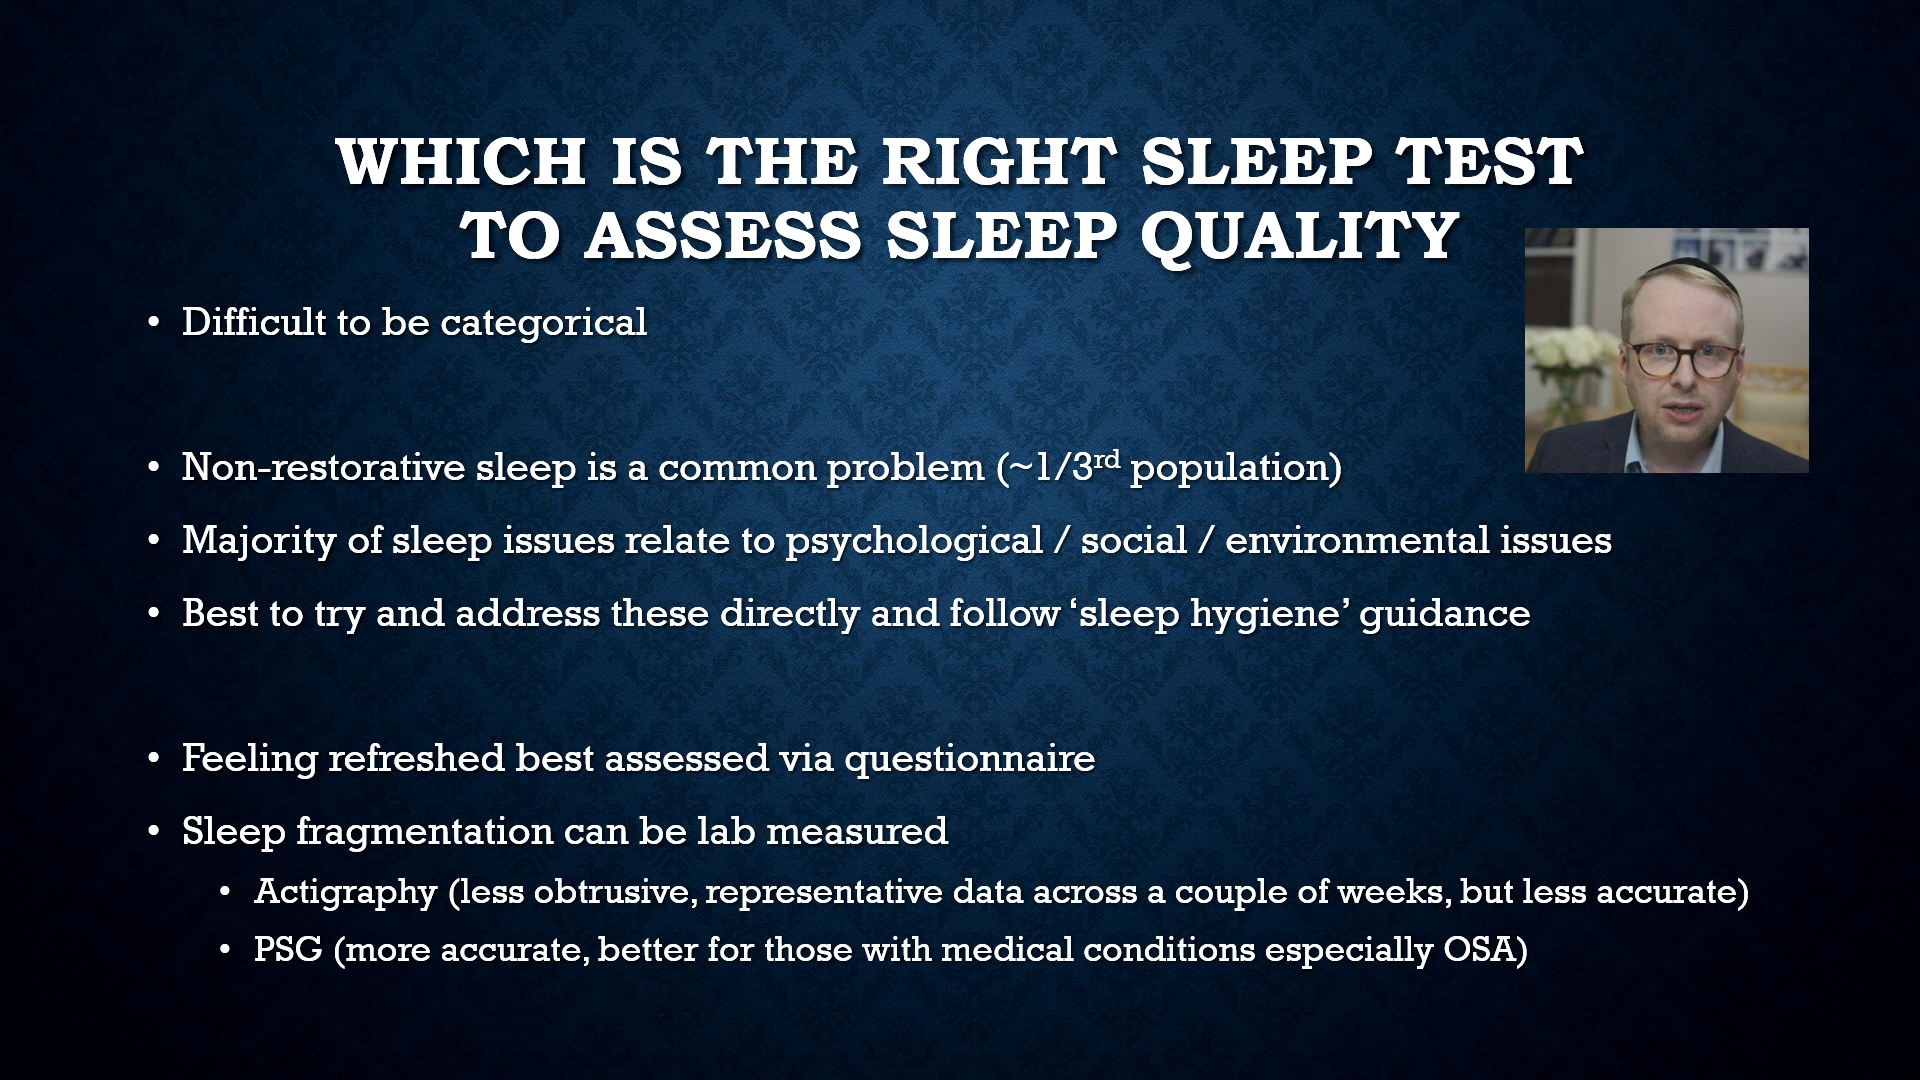 WHICH IS THE RIGHT SLEEP TEST
TO ASSESS SLEEP QUALITY
• Difficult to be categorical
• Non-restorative sleep is a common problem (~1/3rd population)
• Majority of sleep issues relate to psychological / social / environmental issues
• Best to try and address these directly and follow ‘sleep hygiene’ guidance
• Feeling refreshed best assessed via questionnaire
• Sleep fragmentation can be lab measured
• Actigraphy (less obtrusive, representative data across a couple of weeks, but less accurate)
• PSG (more accurate, better for those with medical conditions especially OSA)